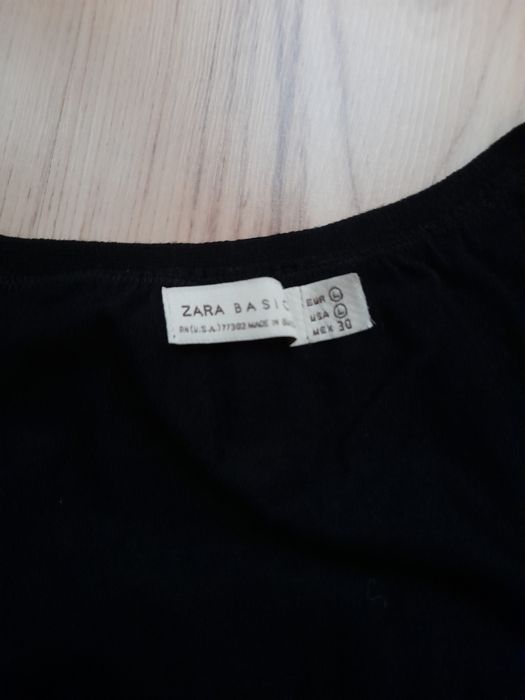 ZARA BASIC
RN(U.S.A.)77302 MADE IN
EUR L
USA L
MEX 30